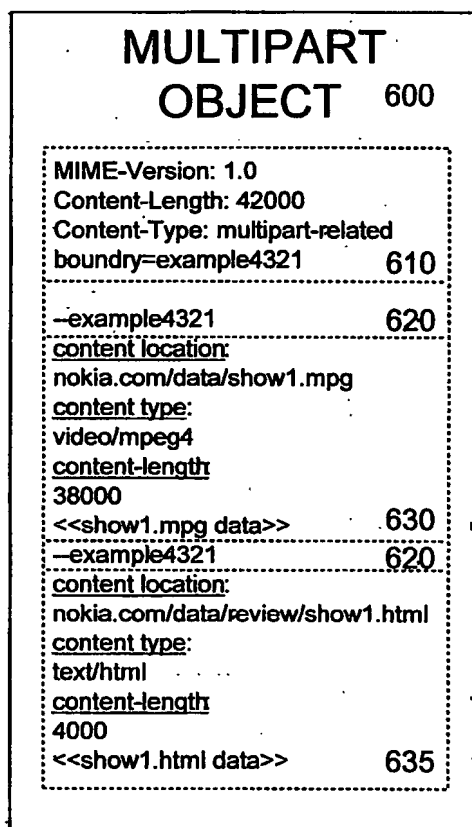 MULTIPART
OBJECT 600
MIME-Version: 1.0
Content-Length: 42000
Content-Type: multipart-related
boundry=example4321 610
--example4321 620
content location:
nokia.com/data/show1.mpg
content type:
video/mpeg4
content-length
38000
<<show1.mpg data>> 630
--example4321 620
content location:
nokia.com/data/review/show1.html
content type:
text/html
content-length
4000
<<show1.html data>> 635